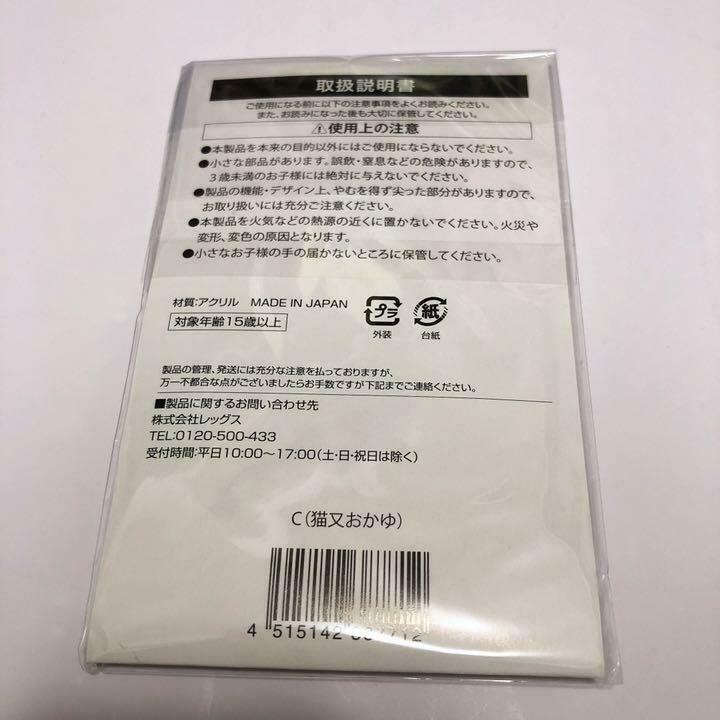 取扱説明書
ご使用になる前に以下の注意事項をよくお読みください。
また、お読みになった後も大切に保管してください。
⚠使用上の注意
●本製品を本来の目的以外にはご使用にならないでください。
●小さな部品があります。誤飲・窒息などの危険がありますので、
3歳未満のお子様には絶対に与えないでください。
●製品の機能・デザイン上、やむを得ず尖った部分がありますので、
お取り扱いには充分ご注意ください。
●本製品を火気などの熱源の近くに置かないでください。火災や
変形、変色の原因となります。
●小さなお子様の手の届かないところに保管してください。
材質:アクリル MADE IN JAPAN
対象年齢15歳以上
プラ
外装
紙
台紙
製品の管理、発送には充分な注意を払っておりますが、
万一不都合な点がございましたらお手数ですが下記までご連絡ください。
■製品に関するお問い合わせ先
株式会社レッグス
TEL:0120-500-433
受付時間:平日10:00〜17:00(土・日・祝日は除く)
C(猫又おかゆ)
4 515142